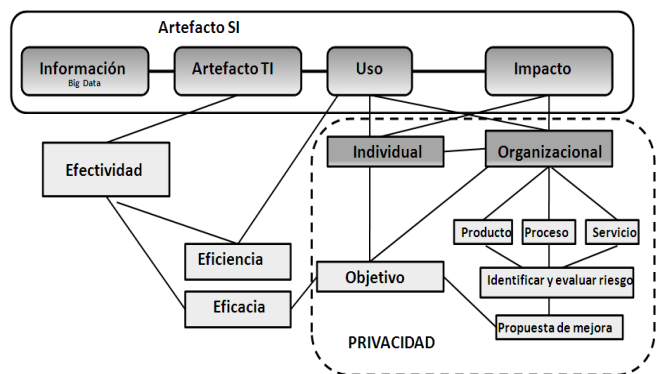 Artefacto SI
Información
Big Data
Artefacto TI
Uso
Impacto
Individual
Organizacional
Efectividad
Producto
Proceso
Servicio
Eficiencia
Objetivo
Identificar y evaluar riesgo
Eficacia
Propuesta de mejora
PRIVACIDAD